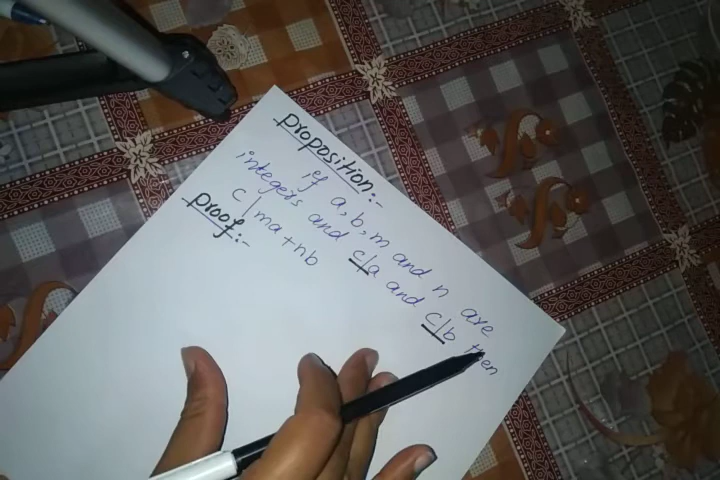 proposition:-
if a, b, m and n are
integers and c|a and c|b then
c|ma+nb
proof:-